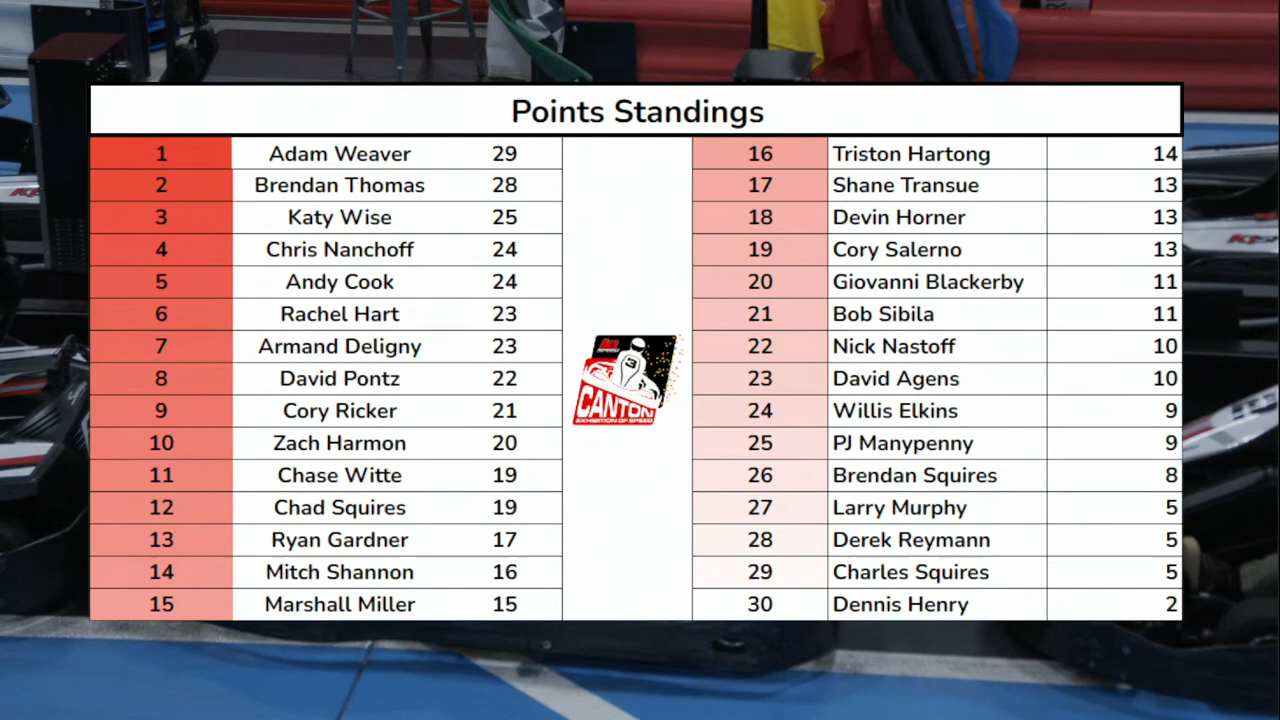 Points Standings
1 Adam Weaver 29
2 Brendan Thomas 28
3 Katy Wise 25
4 Chris Nanchoff 24
5 Andy Cook 24
6 Rachel Hart 23
7 Armand Deligny 23
8 David Pontz 22
9 Cory Ricker 21
10 Zach Harmon 20
11 Chase Witte 19
12 Chad Squires 19
13 Ryan Gardner 17
14 Mitch Shannon 16
15 Marshall Miller 15
3
CANTON
EXHIBITION OF SPEED
16 Triston Hartong 14
17 Shane Transue 13
18 Devin Horner 13
19 Cory Salerno 13
20 Giovanni Blackerby 11
21 Bob Sibila 11
22 Nick Nastoff 10
23 David Agens 10
24 Willis Elkins 9
25 PJ Manypenny 9
26 Brendan Squires 8
27 Larry Murphy 5
28 Derek Reymann 5
29 Charles Squires 5
30 Dennis Henry 2